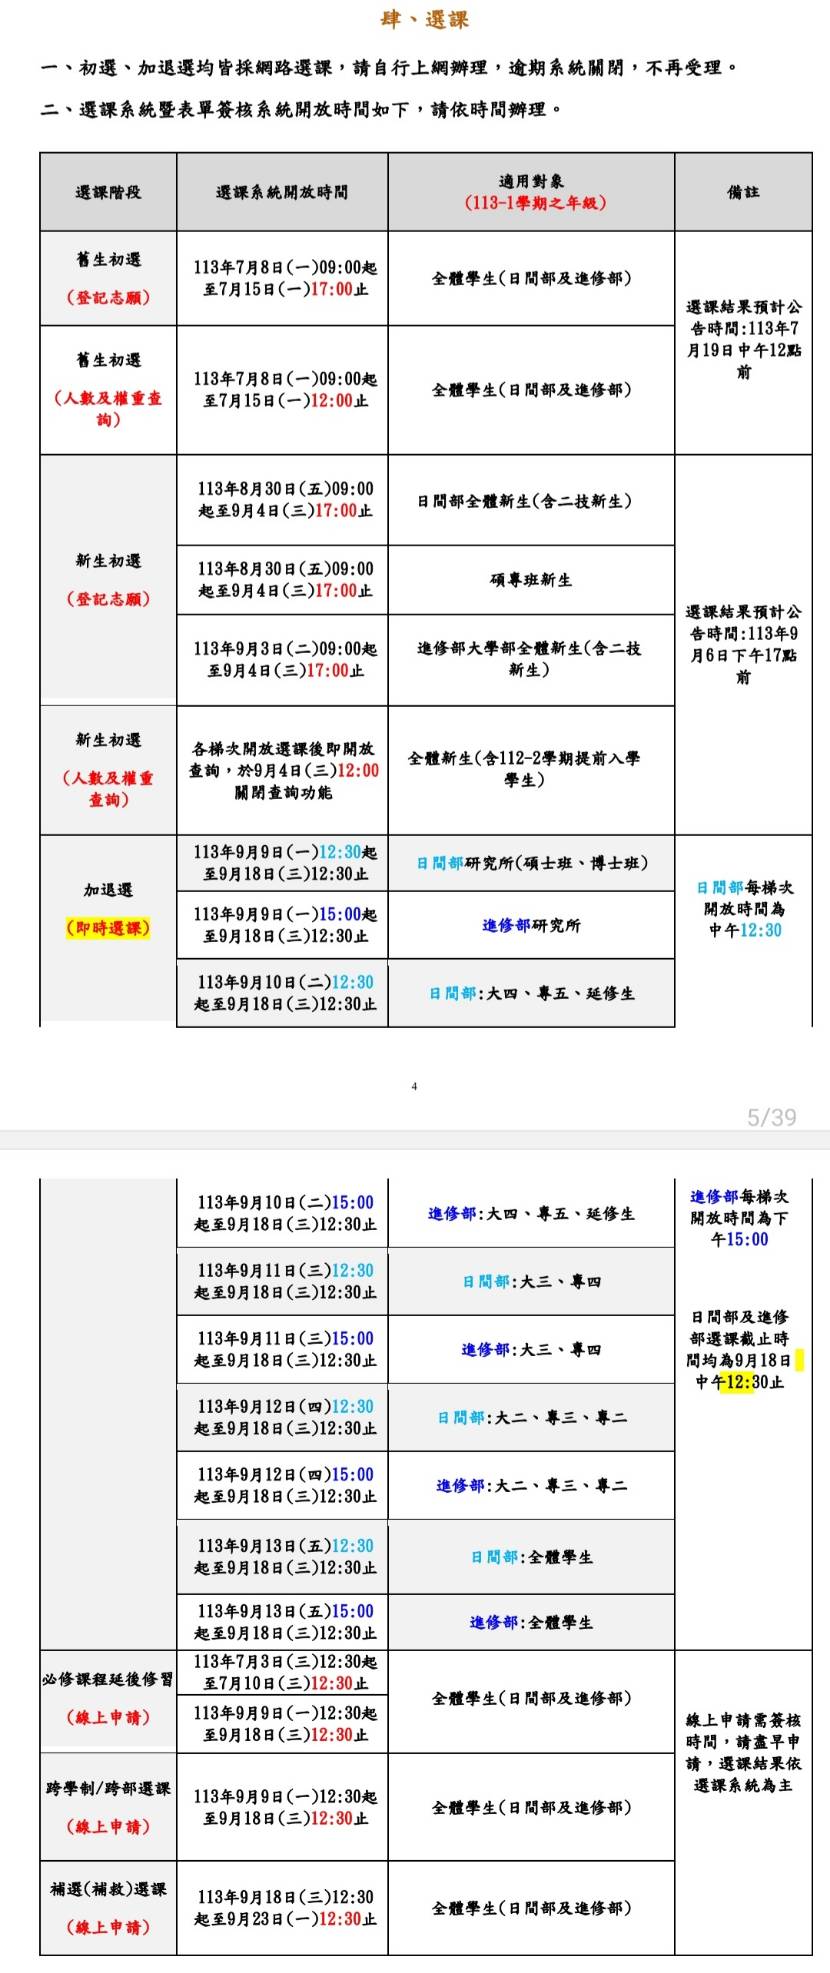 肆、選課
一、初選、加退選均皆採網路選課，請自行上網辦理，逾期系統關閉，不再受理。
二、選課系統暨表單簽核系統開放時間如下，請依時間辦理。
選課階段
選課系統開放時間
適用對象
(113-1學期之年級)
備註
舊生初選
(登記志願)
113年7月8日(一)09:00起
至7月15日(一)17:00止
全體學生(日間部及進修部)
選課結果預計公
告時間:113年7
月19日中午12點
前
舊生初選
(人數及權重查
詢)
113年7月8日(一)09:00起
至7月15日(一)12:00止
全體學生(日間部及進修部)
新生初選
(登記志願)
113年8月30日(五)09:00
起至9月4日(三)17:00止
日間部全體新生(含二技新生)
113年8月30日(五)09:00
起至9月4日(三)17:00止
碩專班新生
113年9月3日(二)09:00起
至9月4日(三)17:00止
進修部大學部全體新生(含二技
新生)
選課結果預計公
告時間:113年9
月6日下午17點
前
新生初選
(人數及權重
查詢)
各梯次開放選課後即開放
查詢，於9月4日(三)12:00
關閉查詢功能
全體新生(含112-2學期提前入學
學生)
加退選
(即時選課)
113年9月9日(一)12:30起
至9月18日(三)12:30止
日間部研究所(碩士班、博士班)
113年9月9日(一)15:00起
至9月18日(三)12:30止
進修部研究所
113年9月10日(二)12:30
起至9月18日(三)12:30止
日間部:大四、專五、延修生
日間部每梯次
開放時間為
中午12:30
4
5/39
113年9月10日(二)15:00
起至9月18日(三)12:30止
進修部:大四、專五、延修生
113年9月11日(三)12:30
起至9月18日(三)12:30止
日間部:大三、專四
113年9月11日(三)15:00
起至9月18日(三)12:30止
進修部:大三、專四
113年9月12日(四)12:30
起至9月18日(三)12:30止
日間部:大二、專三、專二
113年9月12日(四)15:00
起至9月18日(三)12:30止
進修部:大二、專三、專二
113年9月13日(五)12:30
起至9月18日(三)12:30止
日間部:全體學生
113年9月13日(五)15:00
起至9月18日(三)12:30止
進修部:全體學生
進修部每梯次
開放時間為下
午15:00
日間部及進修
部選課截止時
間均為9月18日
中午12:30止
必修課程延後修習
(線上申請)
113年7月3日(三)12:30起
至7月10日(三)12:30止
113年9月9日(一)12:30起
至9月18日(三)12:30止
全體學生(日間部及進修部)
線上申請需簽核
時間，請盡早申
請，選課結果依
選課系統為主
跨學制/跨部選課
(線上申請)
113年9月9日(一)12:30起
至9月18日(三)12:30止
全體學生(日間部及進修部)
補選(補救)選課
(線上申請)
113年9月18日(三)12:30
起至9月23日(一)12:30止
全體學生(日間部及進修部)